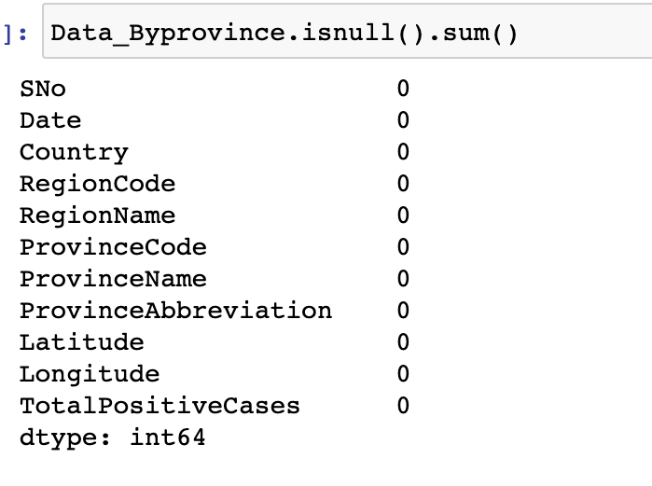 ]: Data_Byprovince.isnull().sum()
SNo 0
Date 0
Country 0
RegionCode 0
RegionName 0
ProvinceCode 0
ProvinceName 0
ProvinceAbbreviation 0
Latitude 0
Longitude 0
TotalPositiveCases 0
dtype: int64